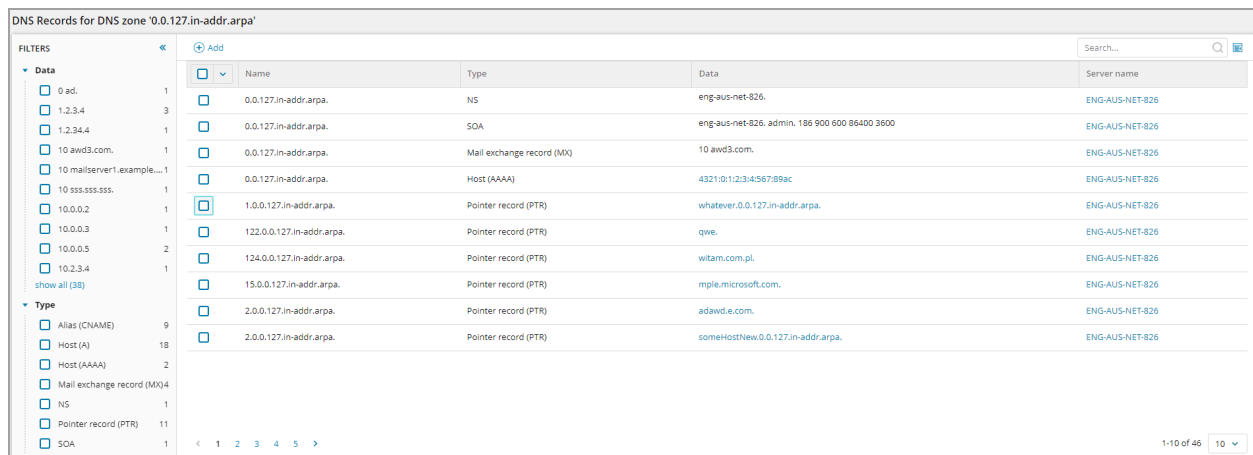 DNS Records for DNS zone '0.0.127.in-addr.arpa'
FILTERS «
Data
0 ad. 1
1.2.3.4 3
1.2.34.4 1
10 awd3.com. 1
10 mailserver1.example.... 1
10 sss.sss.sss. 1
10.0.0.2 1
10.0.0.3 1
10.0.0.5 2
10.2.3.4 1
show all (38)
Type
Alias (CNAME) 9
Host (A) 18
Host (AAAA) 2
Mail exchange record (MX) 4
NS 1
Pointer record (PTR) 11
SOA 1
Add Search...
Name Type Data Server name
0.0.127.in-addr.arpa. NS eng-aus-net-826. ENG-AUS-NET-826
0.0.127.in-addr.arpa. SOA eng-aus-net-826. admin. 186 900 600 86400 3600 ENG-AUS-NET-826
0.0.127.in-addr.arpa. Mail exchange record (MX) 10 awd3.com. ENG-AUS-NET-826
0.0.127.in-addr.arpa. Host (AAAA) 4321:0:1:2:3:4:567:89ac ENG-AUS-NET-826
1.0.0.127.in-addr.arpa. Pointer record (PTR) whatever.0.0.127.in-addr.arpa. ENG-AUS-NET-826
122.0.0.127.in-addr.arpa. Pointer record (PTR) qwe. ENG-AUS-NET-826
124.0.0.127.in-addr.arpa. Pointer record (PTR) witam.com.pl. ENG-AUS-NET-826
15.0.0.127.in-addr.arpa. Pointer record (PTR) mple.microsoft.com. ENG-AUS-NET-826
2.0.0.127.in-addr.arpa. Pointer record (PTR) adawd.e.com. ENG-AUS-NET-826
2.0.0.127.in-addr.arpa. Pointer record (PTR) someHostNew.0.0.127.in-addr.arpa. ENG-AUS-NET-826
< 1 2 3 4 5 > 1-10 of 46 10